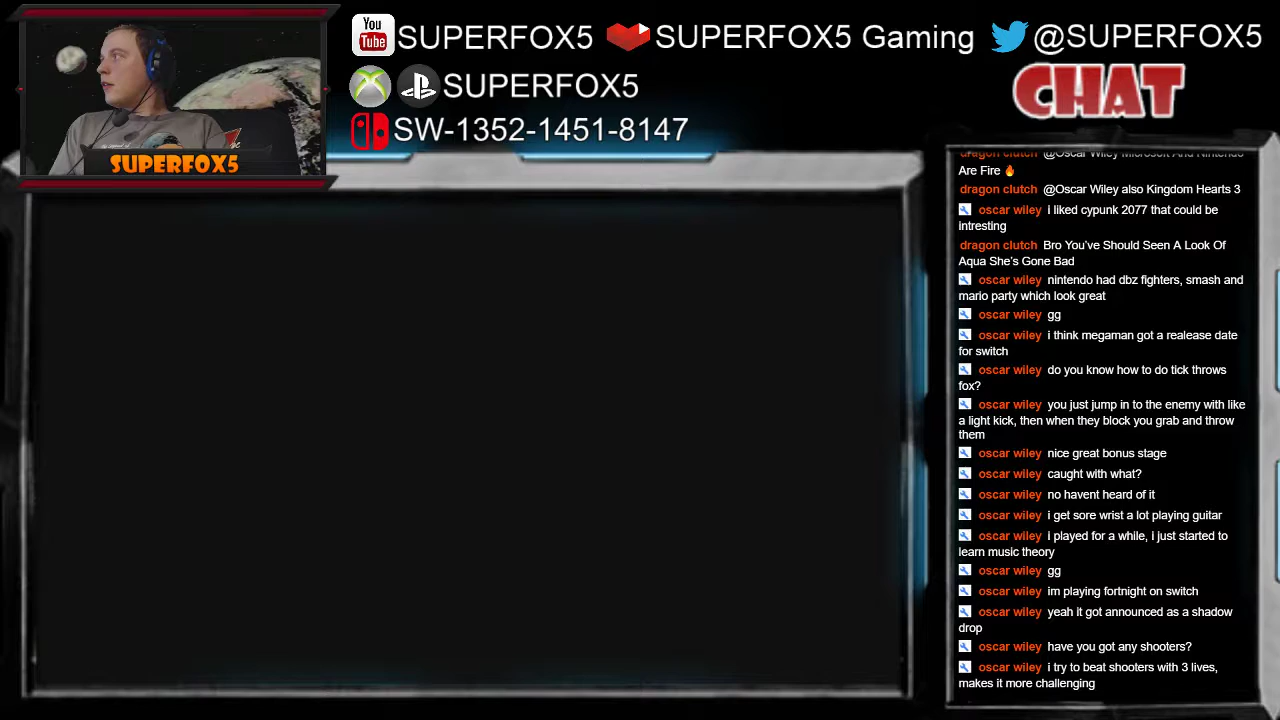 You
Tube
SUPERFOX5
SUPERFOX5 Gaming
@SUPERFOX5
SUPERFOX5
SW-1352-1451-8147
SUPERFOX5
CHAT
dragon clutch @Oscar Wiley Microsoft And Nintendo
Are Fire 🔥
dragon clutch @Oscar Wiley also Kingdom Hearts 3
oscar wiley i liked cypunk 2077 that could be
intresting
dragon clutch Bro You've Should Seen A Look Of
Aqua She's Gone Bad
oscar wiley nintendo had dbz fighters, smash and
mario party which look great
oscar wiley gg
oscar wiley i think megaman got a realease date
for switch
oscar wiley do you know how to do tick throws
fox?
oscar wiley you just jump in to the enemy with like
a light kick, then when they block you grab and throw
them
oscar wiley nice great bonus stage
oscar wiley caught with what?
oscar wiley no havent heard of it
oscar wiley i get sore wrist a lot playing guitar
oscar wiley i played for a while, i just started to
learn music theory
oscar wiley gg
oscar wiley im playing fortnight on switch
oscar wiley yeah it got announced as a shadow
drop
oscar wiley have you got any shooters?
oscar wiley i try to beat shooters with 3 lives,
makes it more challenging